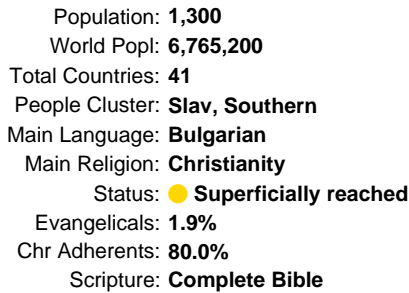 Population: 1,300
World Popl: 6,765,200
Total Countries: 41
People Cluster: Slav, Southern
Main Language: Bulgarian
Main Religion: Christianity
Status: Superficially reached
Evangelicals: 1.9%
Chr Adherents: 80.0%
Scripture: Complete Bible